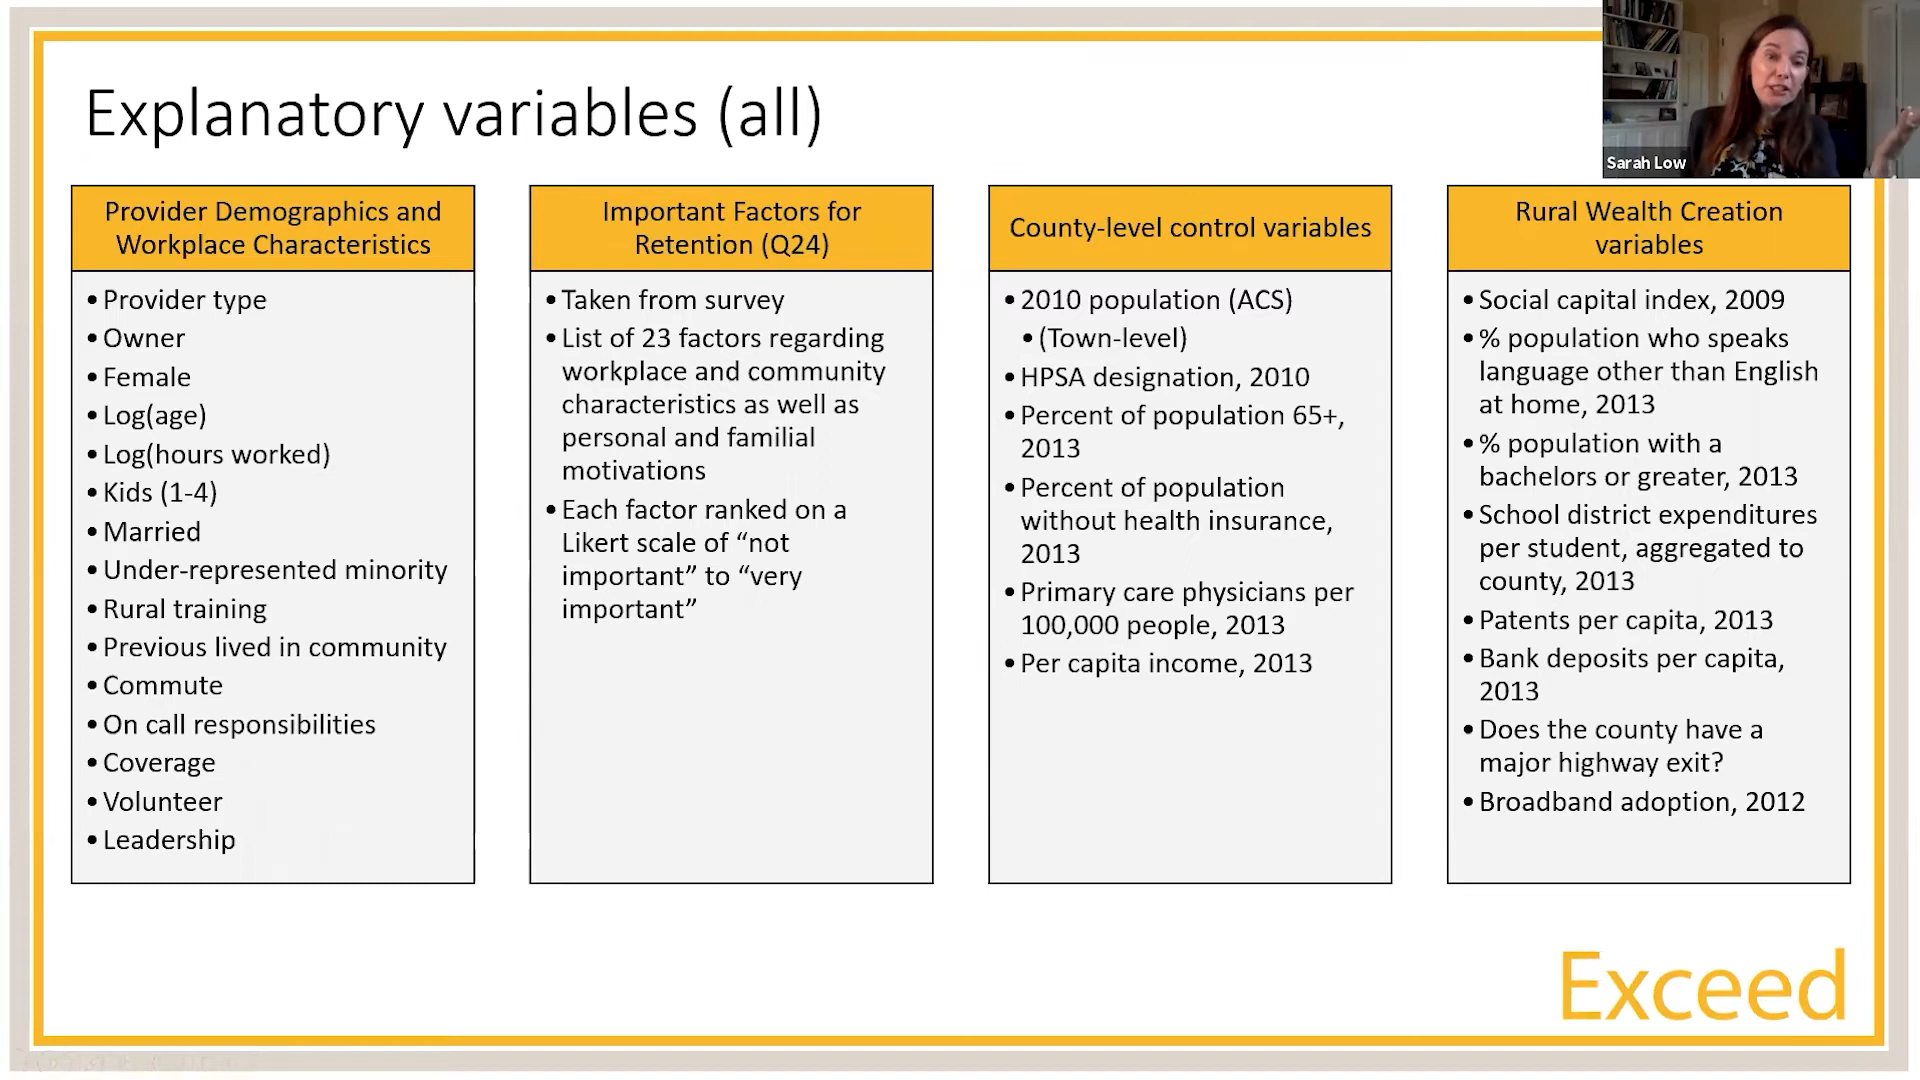 Explanatory variables (all)
Sarah Low
Provider Demographics and
Workplace Characteristics
• Provider type
• Owner
• Female
• Log(age)
• Log(hours worked)
• Kids (1-4)
• Married
• Under-represented minority
• Rural training
• Previous lived in community
• Commute
• On call responsibilities
• Coverage
• Volunteer
• Leadership
Important Factors for
Retention (Q24)
• Taken from survey
• List of 23 factors regarding
workplace and community
characteristics as well as
personal and familial
motivations
• Each factor ranked on a
Likert scale of “not
important” to “very
important”
County-level control variables
• 2010 population (ACS)
• (Town-level)
• HPSA designation, 2010
• Percent of population 65+,
2013
• Percent of population
without health insurance,
2013
• Primary care physicians per
100,000 people, 2013
• Per capita income, 2013
Rural Wealth Creation
variables
• Social capital index, 2009
• % population who speaks
language other than English
at home, 2013
• % population with a
bachelors or greater, 2013
• School district expenditures
per student, aggregated to
county, 2013
• Patents per capita, 2013
• Bank deposits per capita,
2013
• Does the county have a
major highway exit?
• Broadband adoption, 2012
Exceed